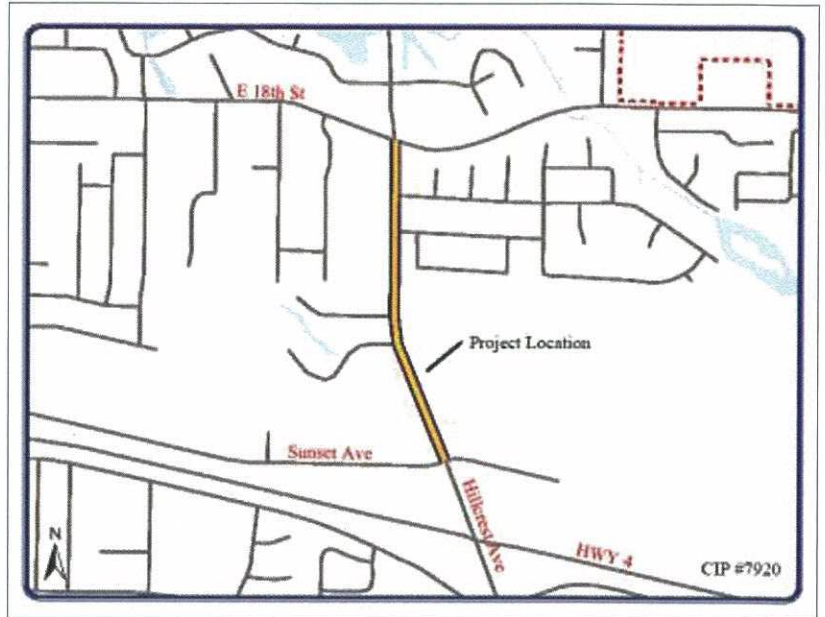 E 18th St
Project Location
Sunset Ave
Hillcrest Ave
HWY 4
N
CIP #7920